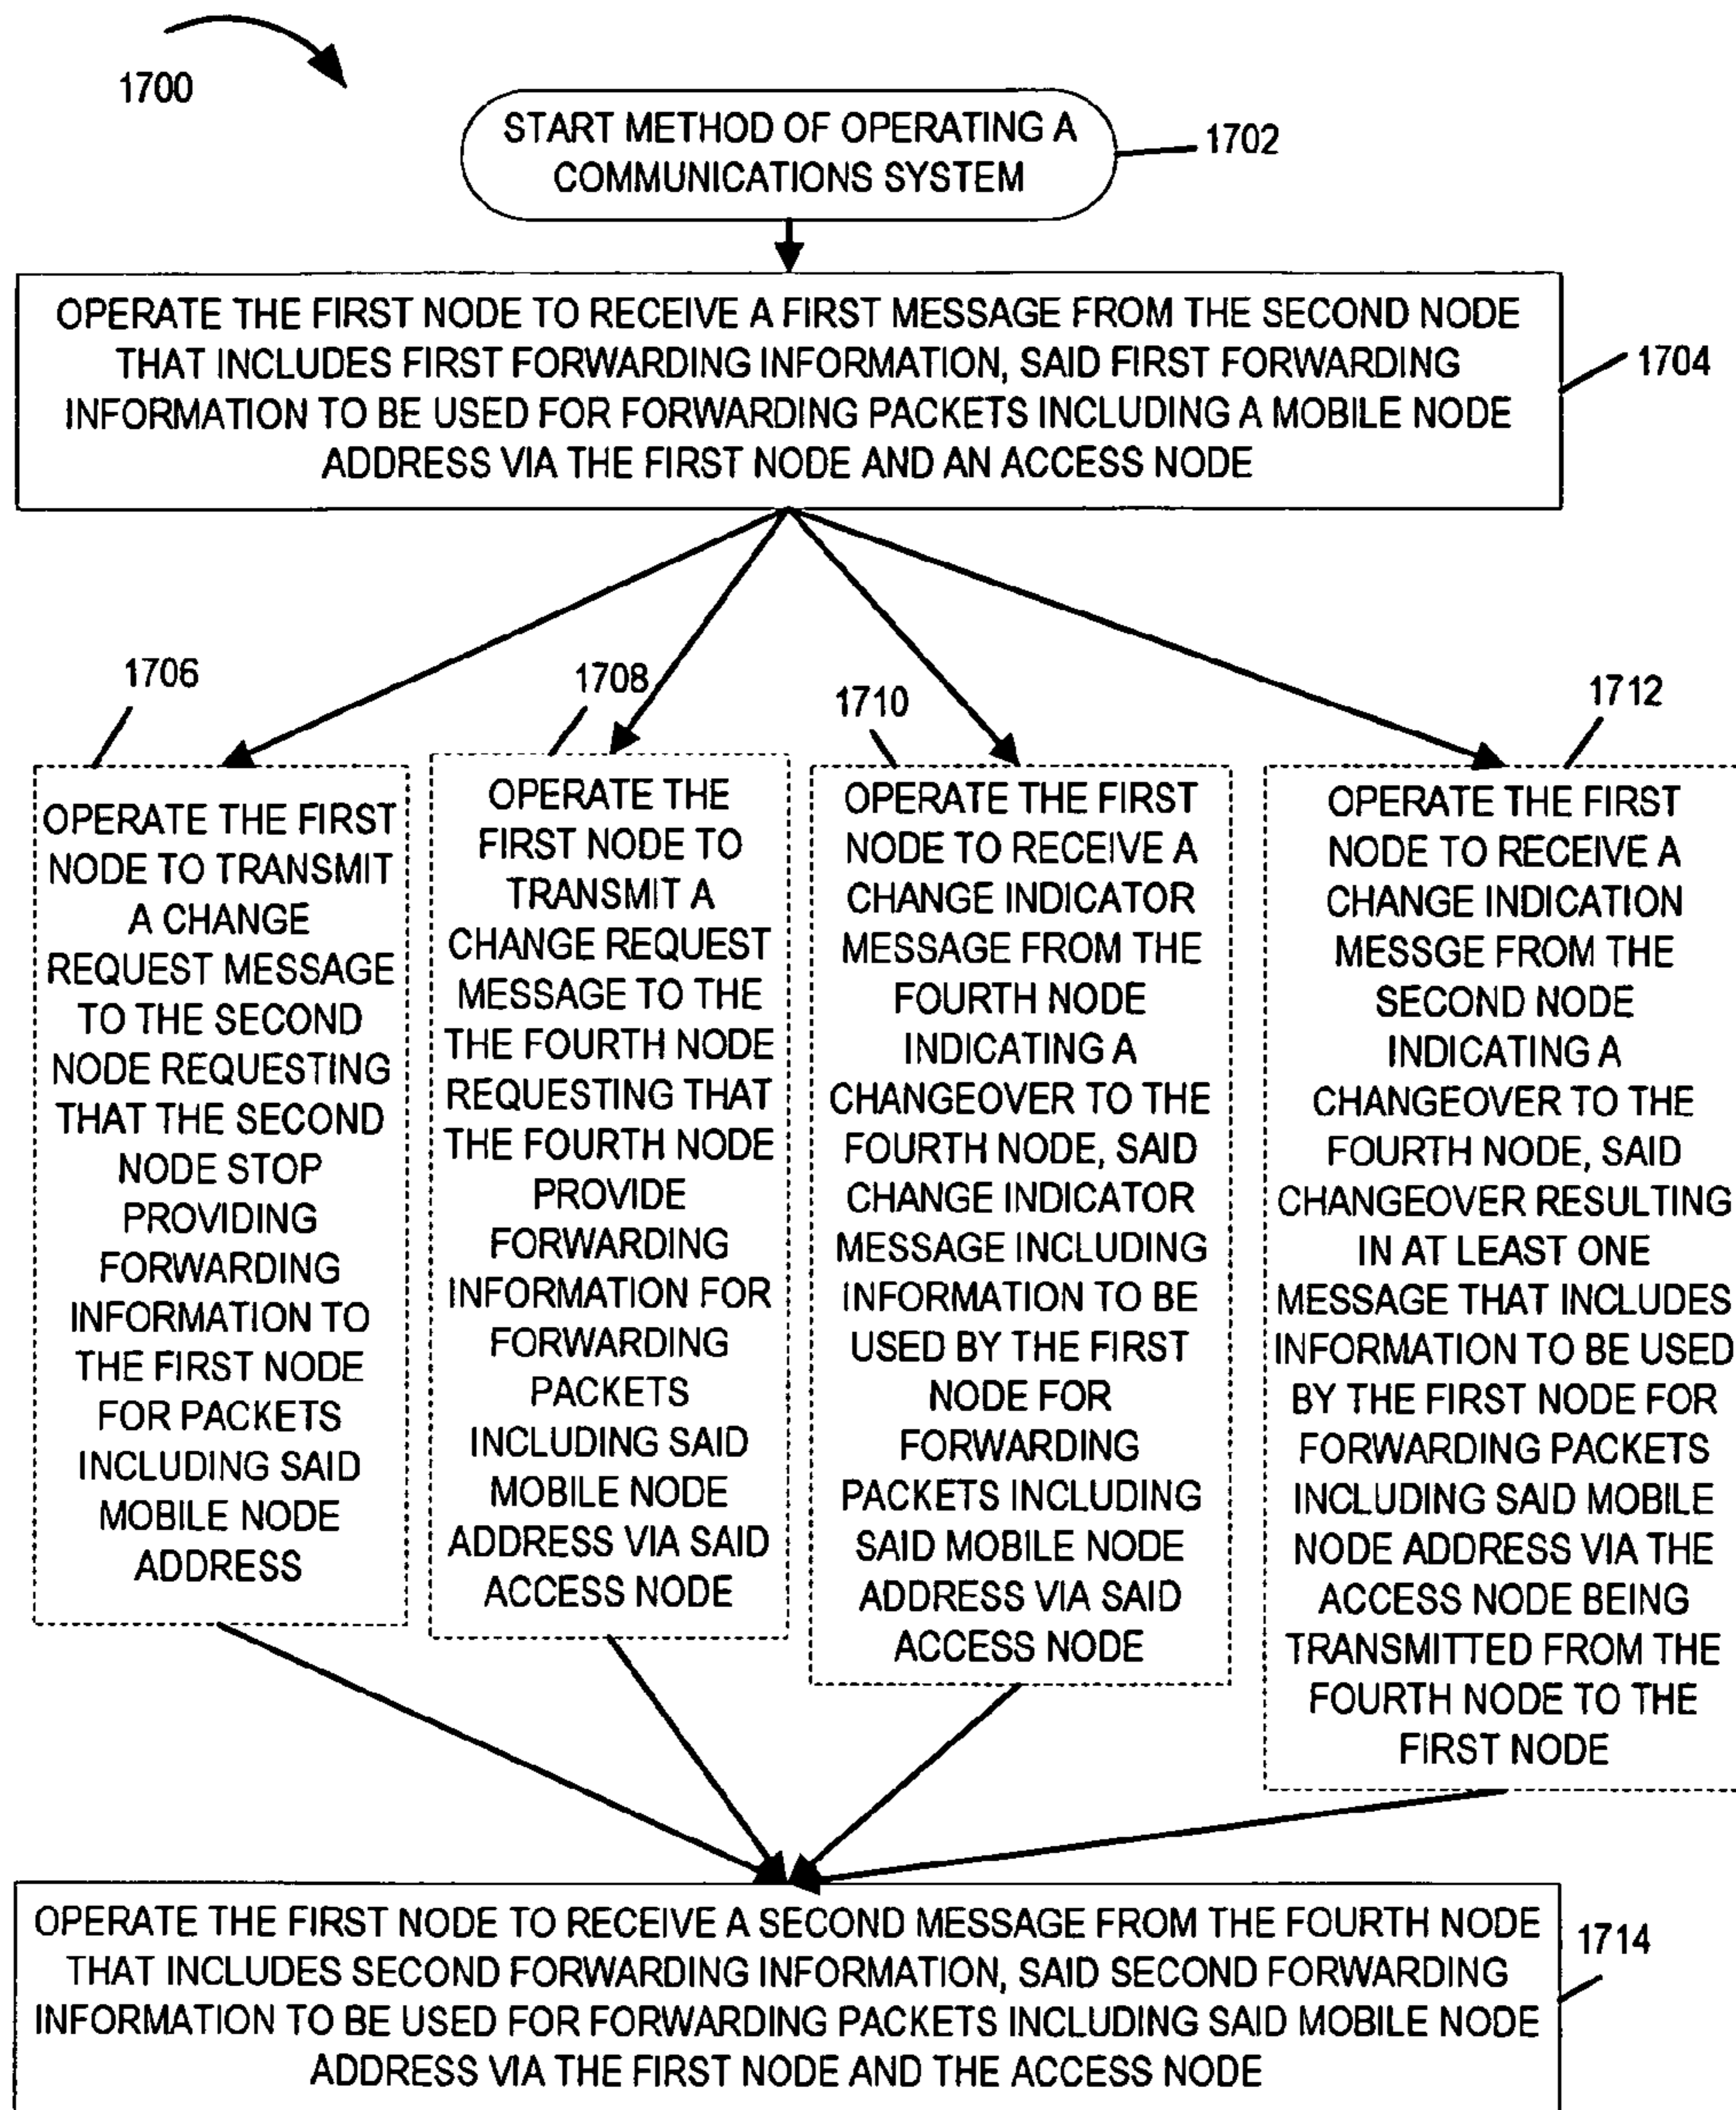 1700
START METHOD OF OPERATING A
COMMUNICATIONS SYSTEM
1702
OPERATE THE FIRST NODE TO RECEIVE A FIRST MESSAGE FROM THE SECOND NODE
THAT INCLUDES FIRST FORWARDING INFORMATION, SAID FIRST FORWARDING
INFORMATION TO BE USED FOR FORWARDING PACKETS INCLUDING A MOBILE NODE
ADDRESS VIA THE FIRST NODE AND AN ACCESS NODE
1704
1706
OPERATE THE FIRST
NODE TO TRANSMIT
A CHANGE
REQUEST MESSAGE
TO THE SECOND
NODE REQUESTING
THAT THE SECOND
NODE STOP
PROVIDING
FORWARDING
INFORMATION TO
THE FIRST NODE
FOR PACKETS
INCLUDING SAID
MOBILE NODE
ADDRESS
1708
OPERATE THE
FIRST NODE TO
TRANSMIT A
CHANGE REQUEST
MESSAGE TO THE
THE FOURTH NODE
REQUESTING THAT
THE FOURTH NODE
PROVIDE
FORWARDING
INFORMATION FOR
FORWARDING
PACKETS
INCLUDING SAID
MOBILE NODE
ADDRESS VIA SAID
ACCESS NODE
1710
OPERATE THE FIRST
NODE TO RECEIVE A
CHANGE INDICATOR
MESSAGE FROM THE
FOURTH NODE
INDICATING A
CHANGEOVER TO THE
FOURTH NODE, SAID
CHANGE INDICATOR
MESSAGE INCLUDING
INFORMATION TO BE
USED BY THE FIRST
NODE FOR
FORWARDING
PACKETS INCLUDING
SAID MOBILE NODE
ADDRESS VIA SAID
ACCESS NODE
1712
OPERATE THE FIRST
NODE TO RECEIVE A
CHANGE INDICATION
MESSGE FROM THE
SECOND NODE
INDICATING A
CHANGEOVER TO THE
FOURTH NODE, SAID
CHANGEOVER RESULTING
IN AT LEAST ONE
MESSAGE THAT INCLUDES
INFORMATION TO BE USED
BY THE FIRST NODE FOR
FORWARDING PACKETS
INCLUDING SAID MOBILE
NODE ADDRESS VIA THE
ACCESS NODE BEING
TRANSMITTED FROM THE
FOURTH NODE TO THE
FIRST NODE
OPERATE THE FIRST NODE TO RECEIVE A SECOND MESSAGE FROM THE FOURTH NODE
THAT INCLUDES SECOND FORWARDING INFORMATION, SAID SECOND FORWARDING
INFORMATION TO BE USED FOR FORWARDING PACKETS INCLUDING SAID MOBILE NODE
ADDRESS VIA THE FIRST NODE AND THE ACCESS NODE
1714